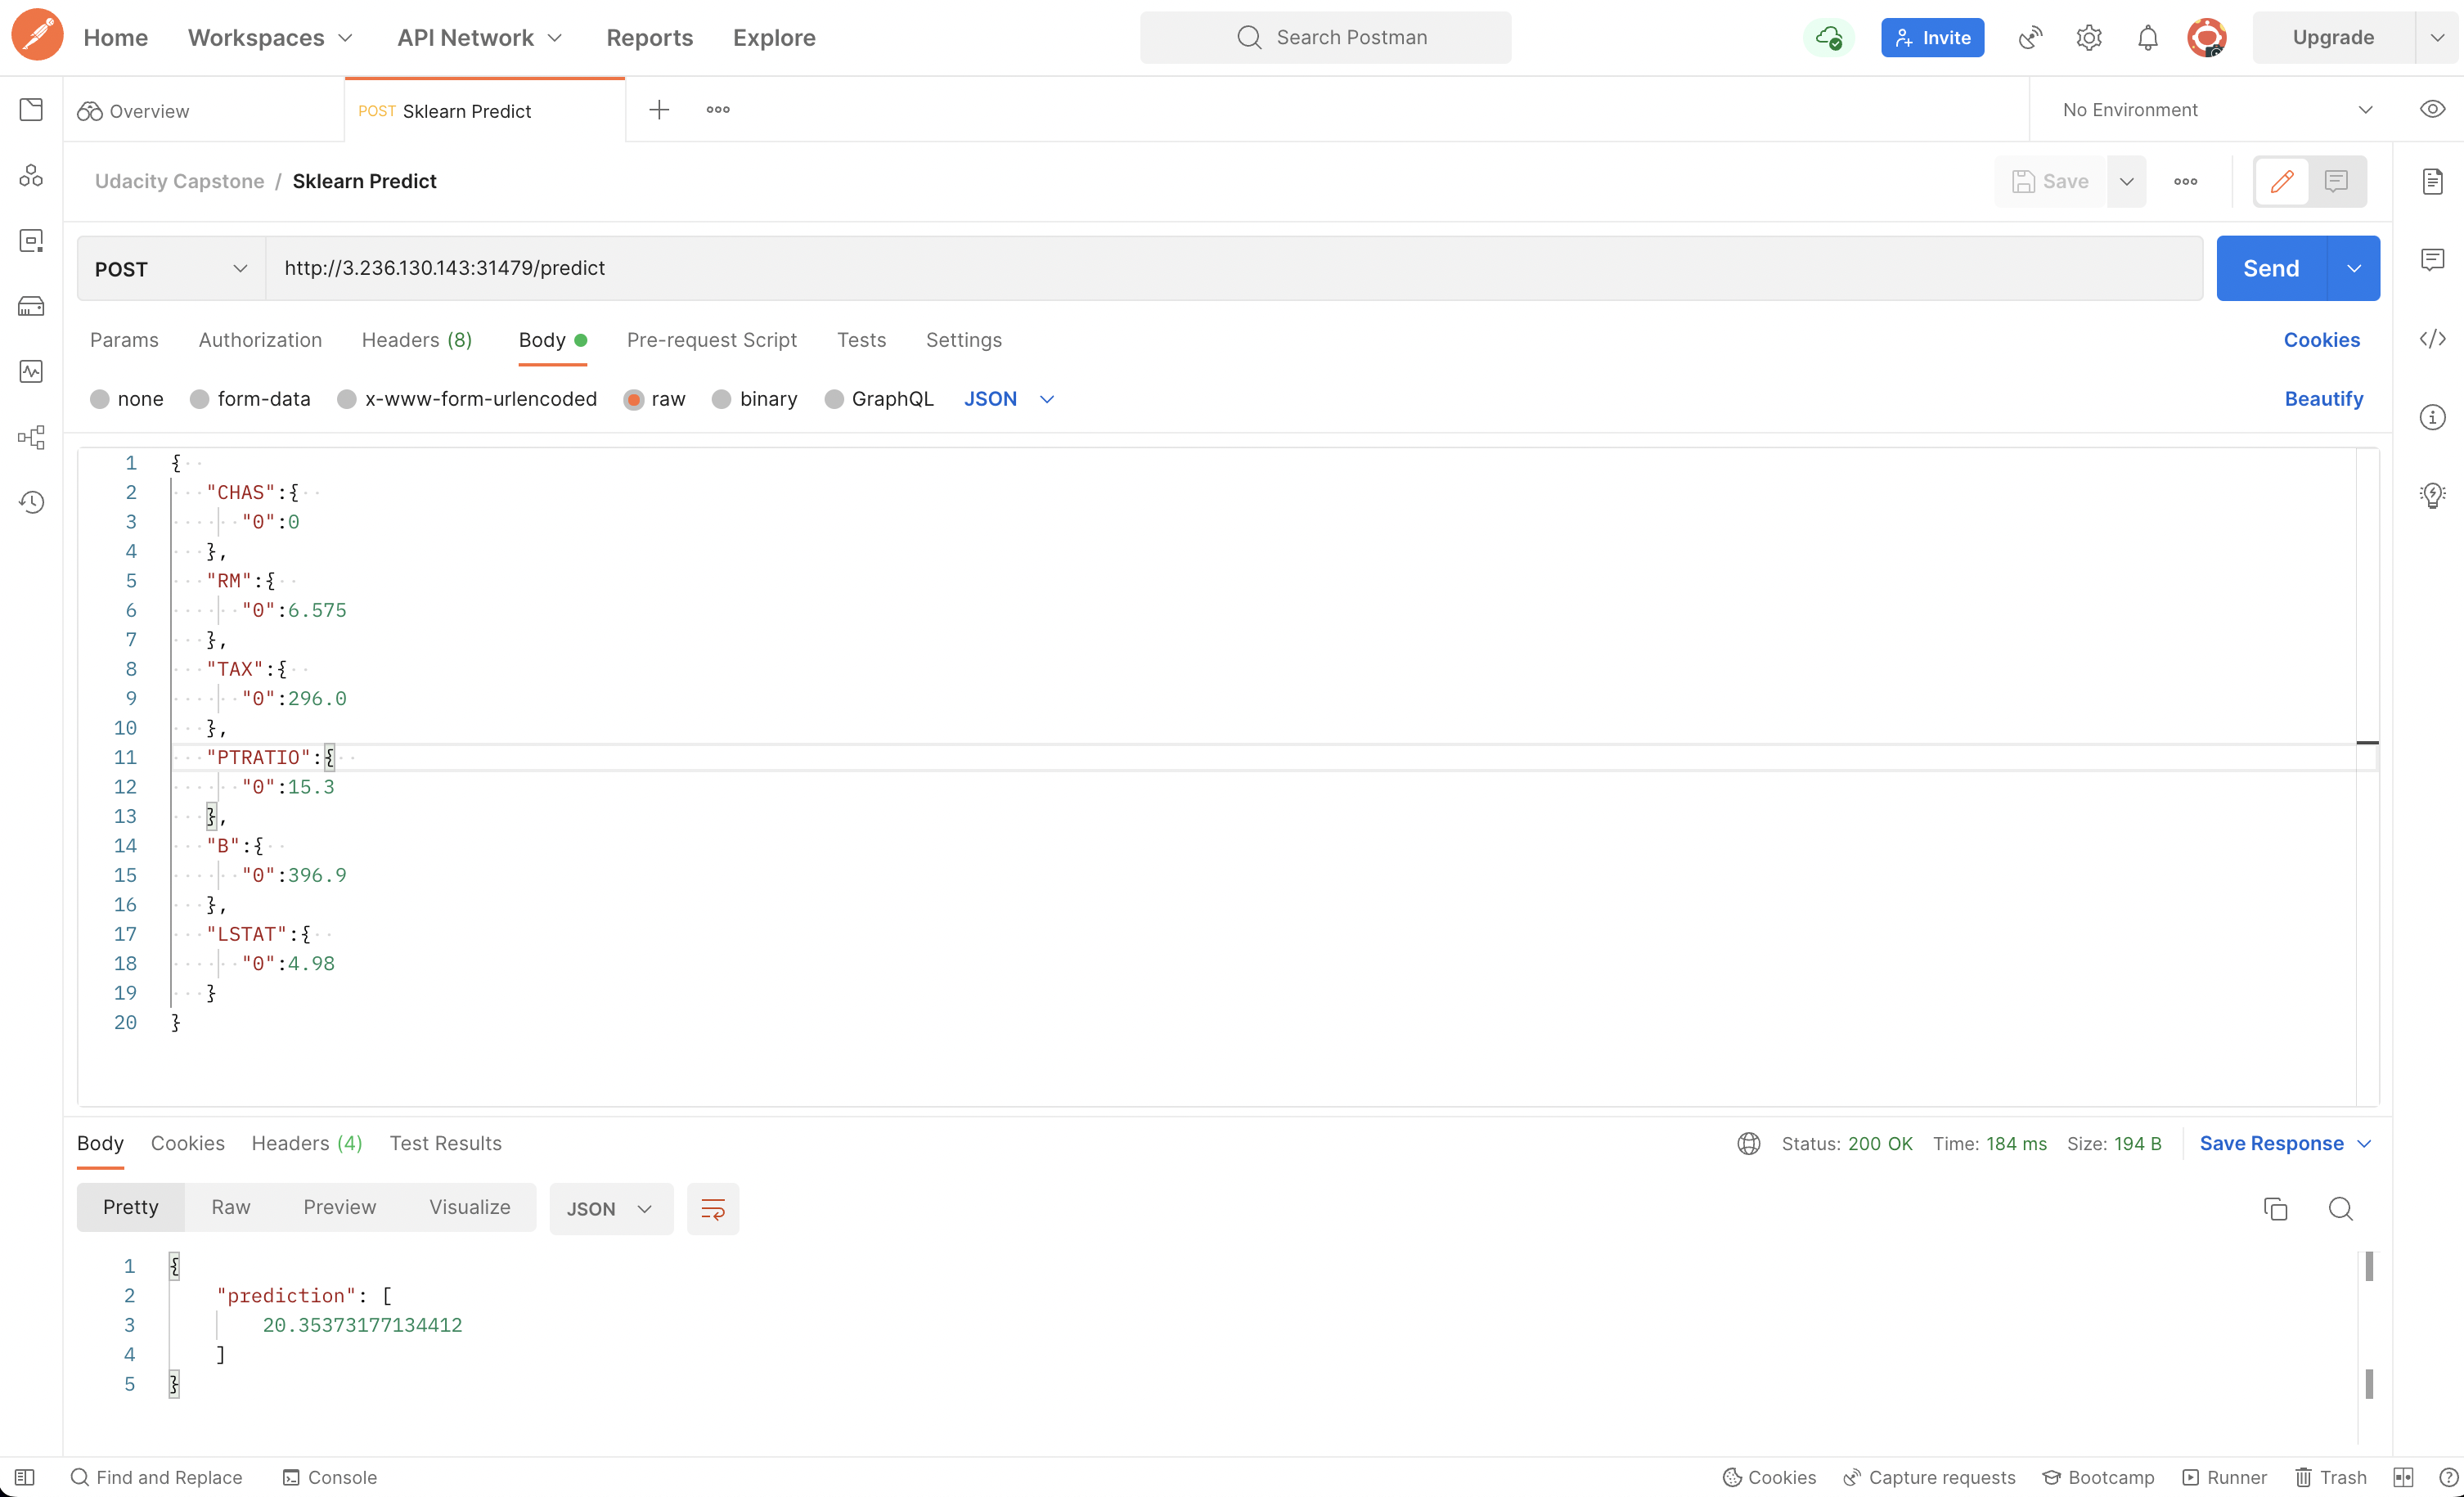 Home Workspaces API Network Reports Explore Search Postman Invite Upgrade
Overview POST Sklearn Predict No Environment
Udacity Capstone / Sklearn Predict Save
POST http://3.236.130.143:31479/predict Send
Params Authorization Headers (8) Body Pre-request Script Tests Settings Cookies
none form-data x-www-form-urlencoded raw binary GraphQL JSON Beautify
1 {
2 "CHAS":{
3 "0":0
4 },
5 "RM":{
6 "0":6.575
7 },
8 "TAX":{
9 "0":296.0
10 },
11 "PTRATIO":{
12 "0":15.3
13 },
14 "B":{
15 "0":396.9
16 },
17 "LSTAT":{
18 "0":4.98
19 }
20 }
Body Cookies Headers (4) Test Results Status: 200 OK Time: 184 ms Size: 194 B Save Response
Pretty Raw Preview Visualize JSON
1 {
2 "prediction": [
3 20.35373177134412
4 ]
5 }
Find and Replace Console Cookies Capture requests Bootcamp Runner Trash